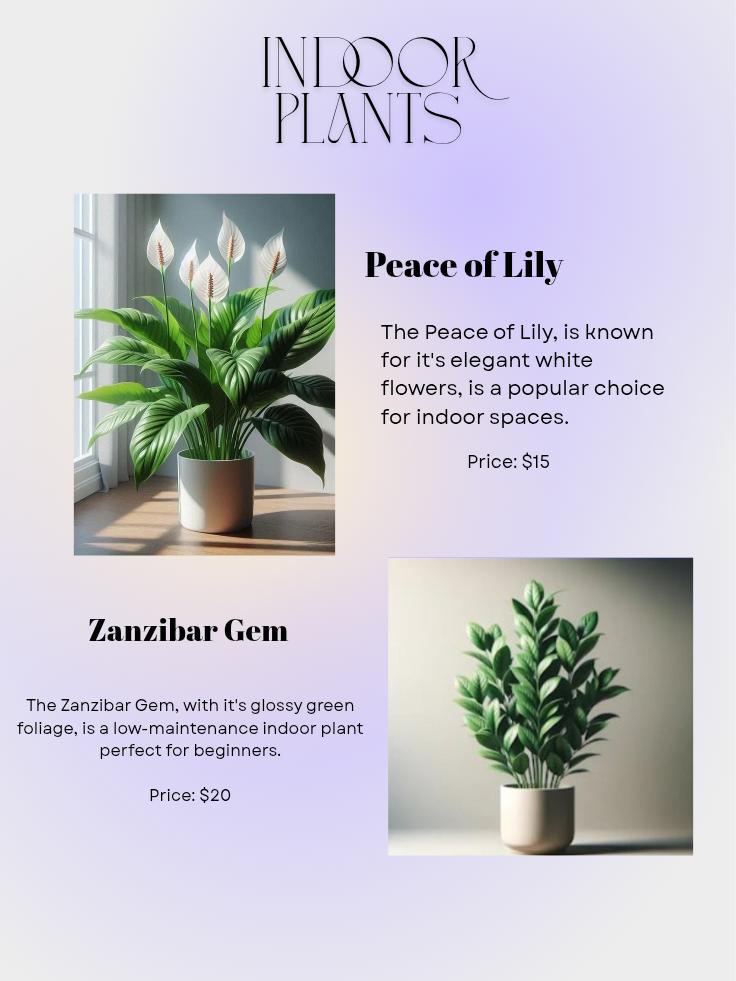 INDOOR
PLANTS
Peace of Lily
The Peace of Lily, is known
for it's elegant white
flowers, is a popular choice
for indoor spaces.
Price: $15
Zanzibar Gem
The Zanzibar Gem, with it's glossy green
foliage, is a low-maintenance indoor plant
perfect for beginners.
Price: $20